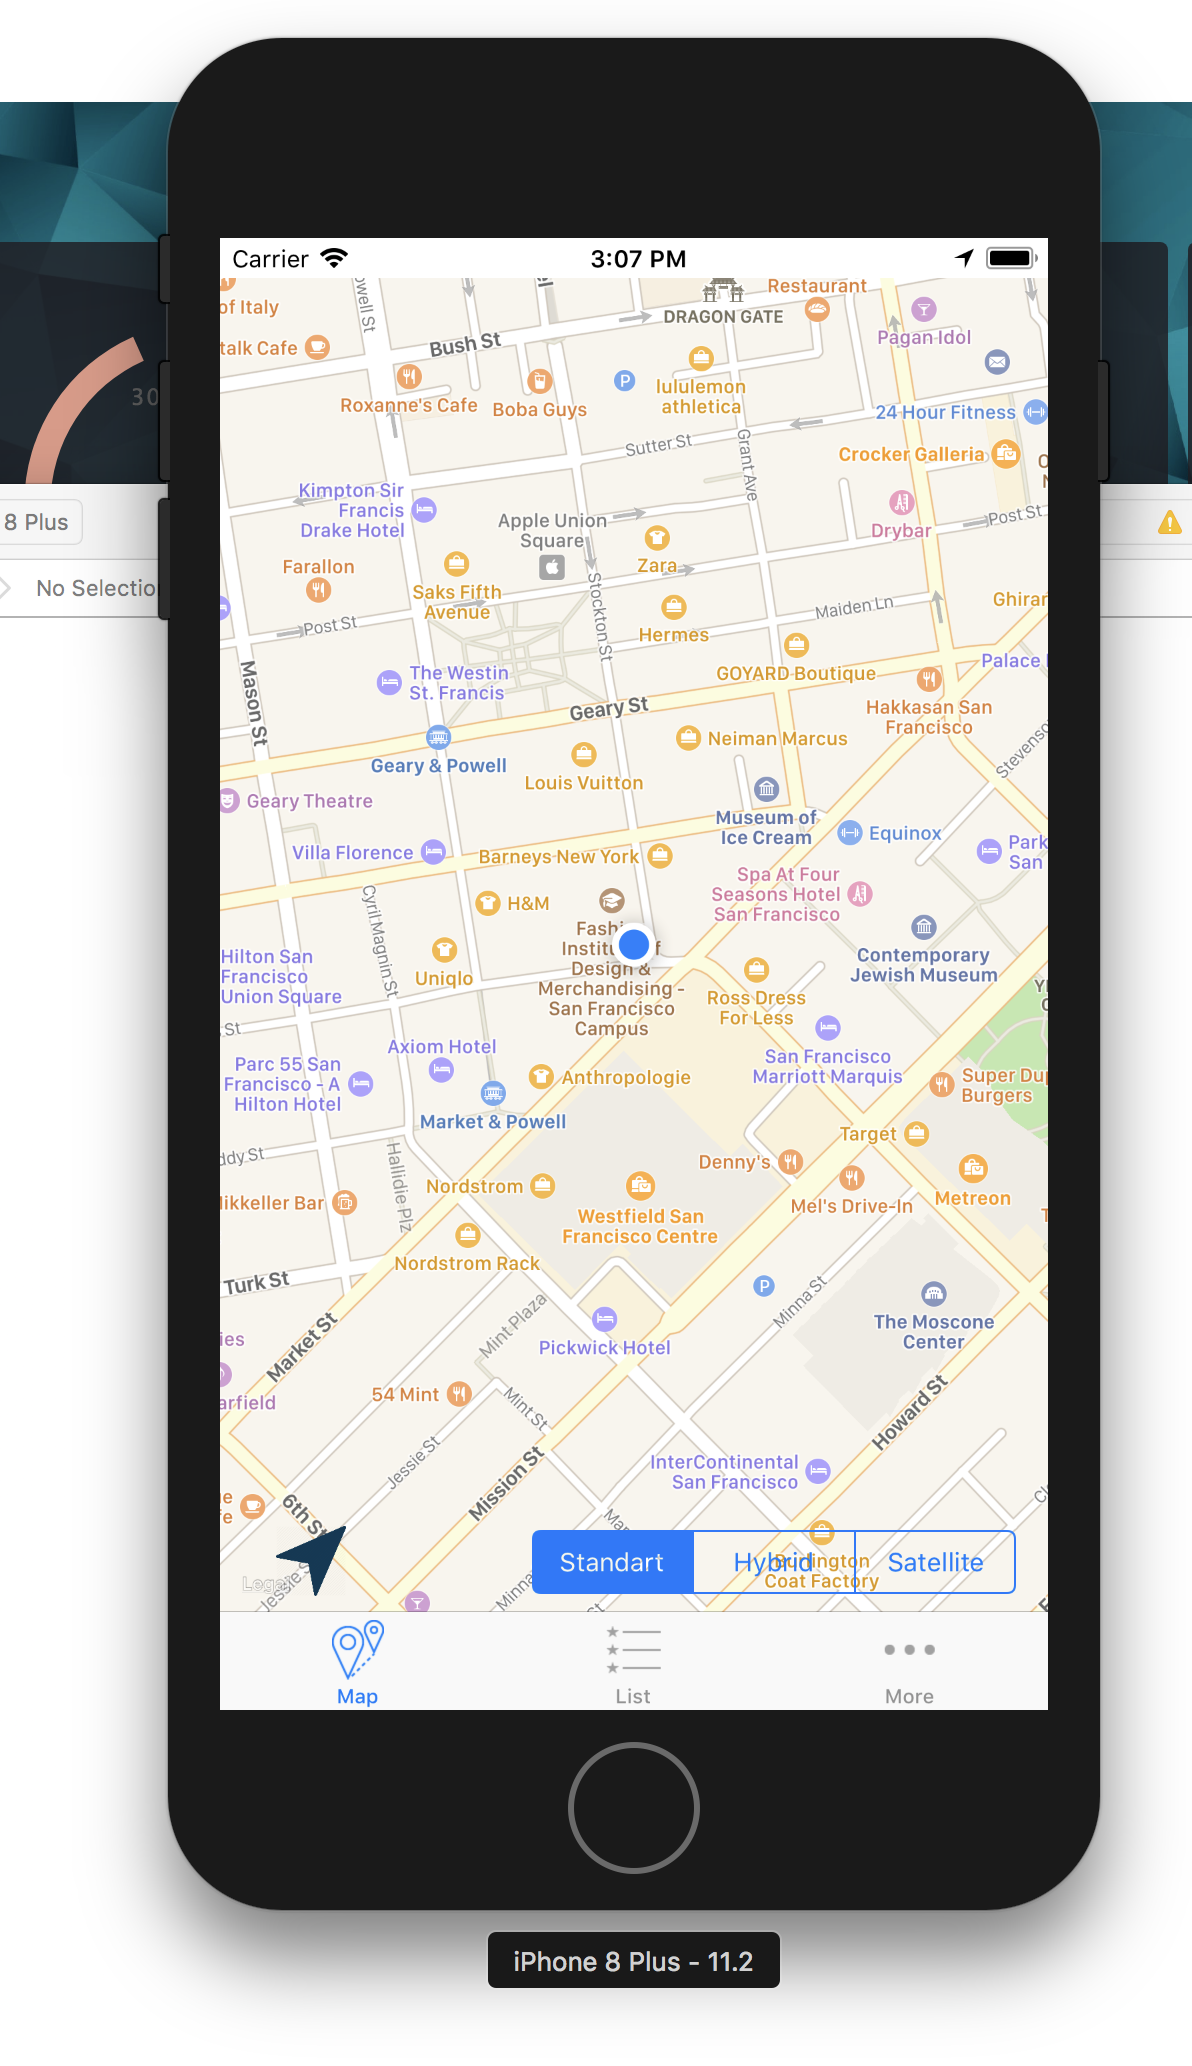 Carrier
3:07 PM
of Italy
Restaurant
DRAGON GATE
Pagan Idol
talk Cafe
Bush St
lululemon
athletica
P
Roxanne's Cafe
Boba Guys
24 Hour Fitness
Sutter St
Grant Ave
Crocker Galleria
30
Kimpton Sir
Francis
Drake Hotel
Apple Union
Square
Drybar
Post St
8 Plus
Farallon
Zara
Saks Fifth
Avenue
No Selection
Stockton St
Maiden Ln
Ghirar
Post St
Hermes
Mason St
The Westin
St. Francis
GOYARD Boutique
Palace
Geary St
Hakkasan San
Francisco
Neiman Marcus
Stevenso
Geary & Powell
Louis Vuitton
Geary Theatre
Museum of
Ice Cream
Equinox
Villa Florence
Barneys New York
Park
San
Spa At Four
Seasons Hotel
San Francisco
H&M
Cyril Magnin St
Fashi
Institu f
Design &
Merchandising -
San Francisco
Campus
Hilton San
Francisco
Union Square
Uniqlo
Contemporary
Jewish Museum
Ross Dress
For Less
St
Axiom Hotel
San Francisco
Marriott Marquis
Parc 55 San
Francisco - A
Hilton Hotel
Anthropologie
Super Dup
Burgers
Market & Powell
Target
ddy St
Hallidie Plz
Denny's
Nordstrom
Mel's Drive-In
Metreon
Mikkeller Bar
Westfield San
Francisco Centre
Nordstrom Rack
Turk St
P
Minna St
Mint Plaza
Market St
The Moscone
Center
ies
Pickwick Hotel
arfield
54 Mint
Mint St
Howard St
Jessie St
InterContinental
San Francisco
Mission St
6th St
Legal
Jessie S
Minna
St
Standart
Hybrid
Satellite
Burlington
Coat Factory
Map
List
More
iPhone 8 Plus - 11.2